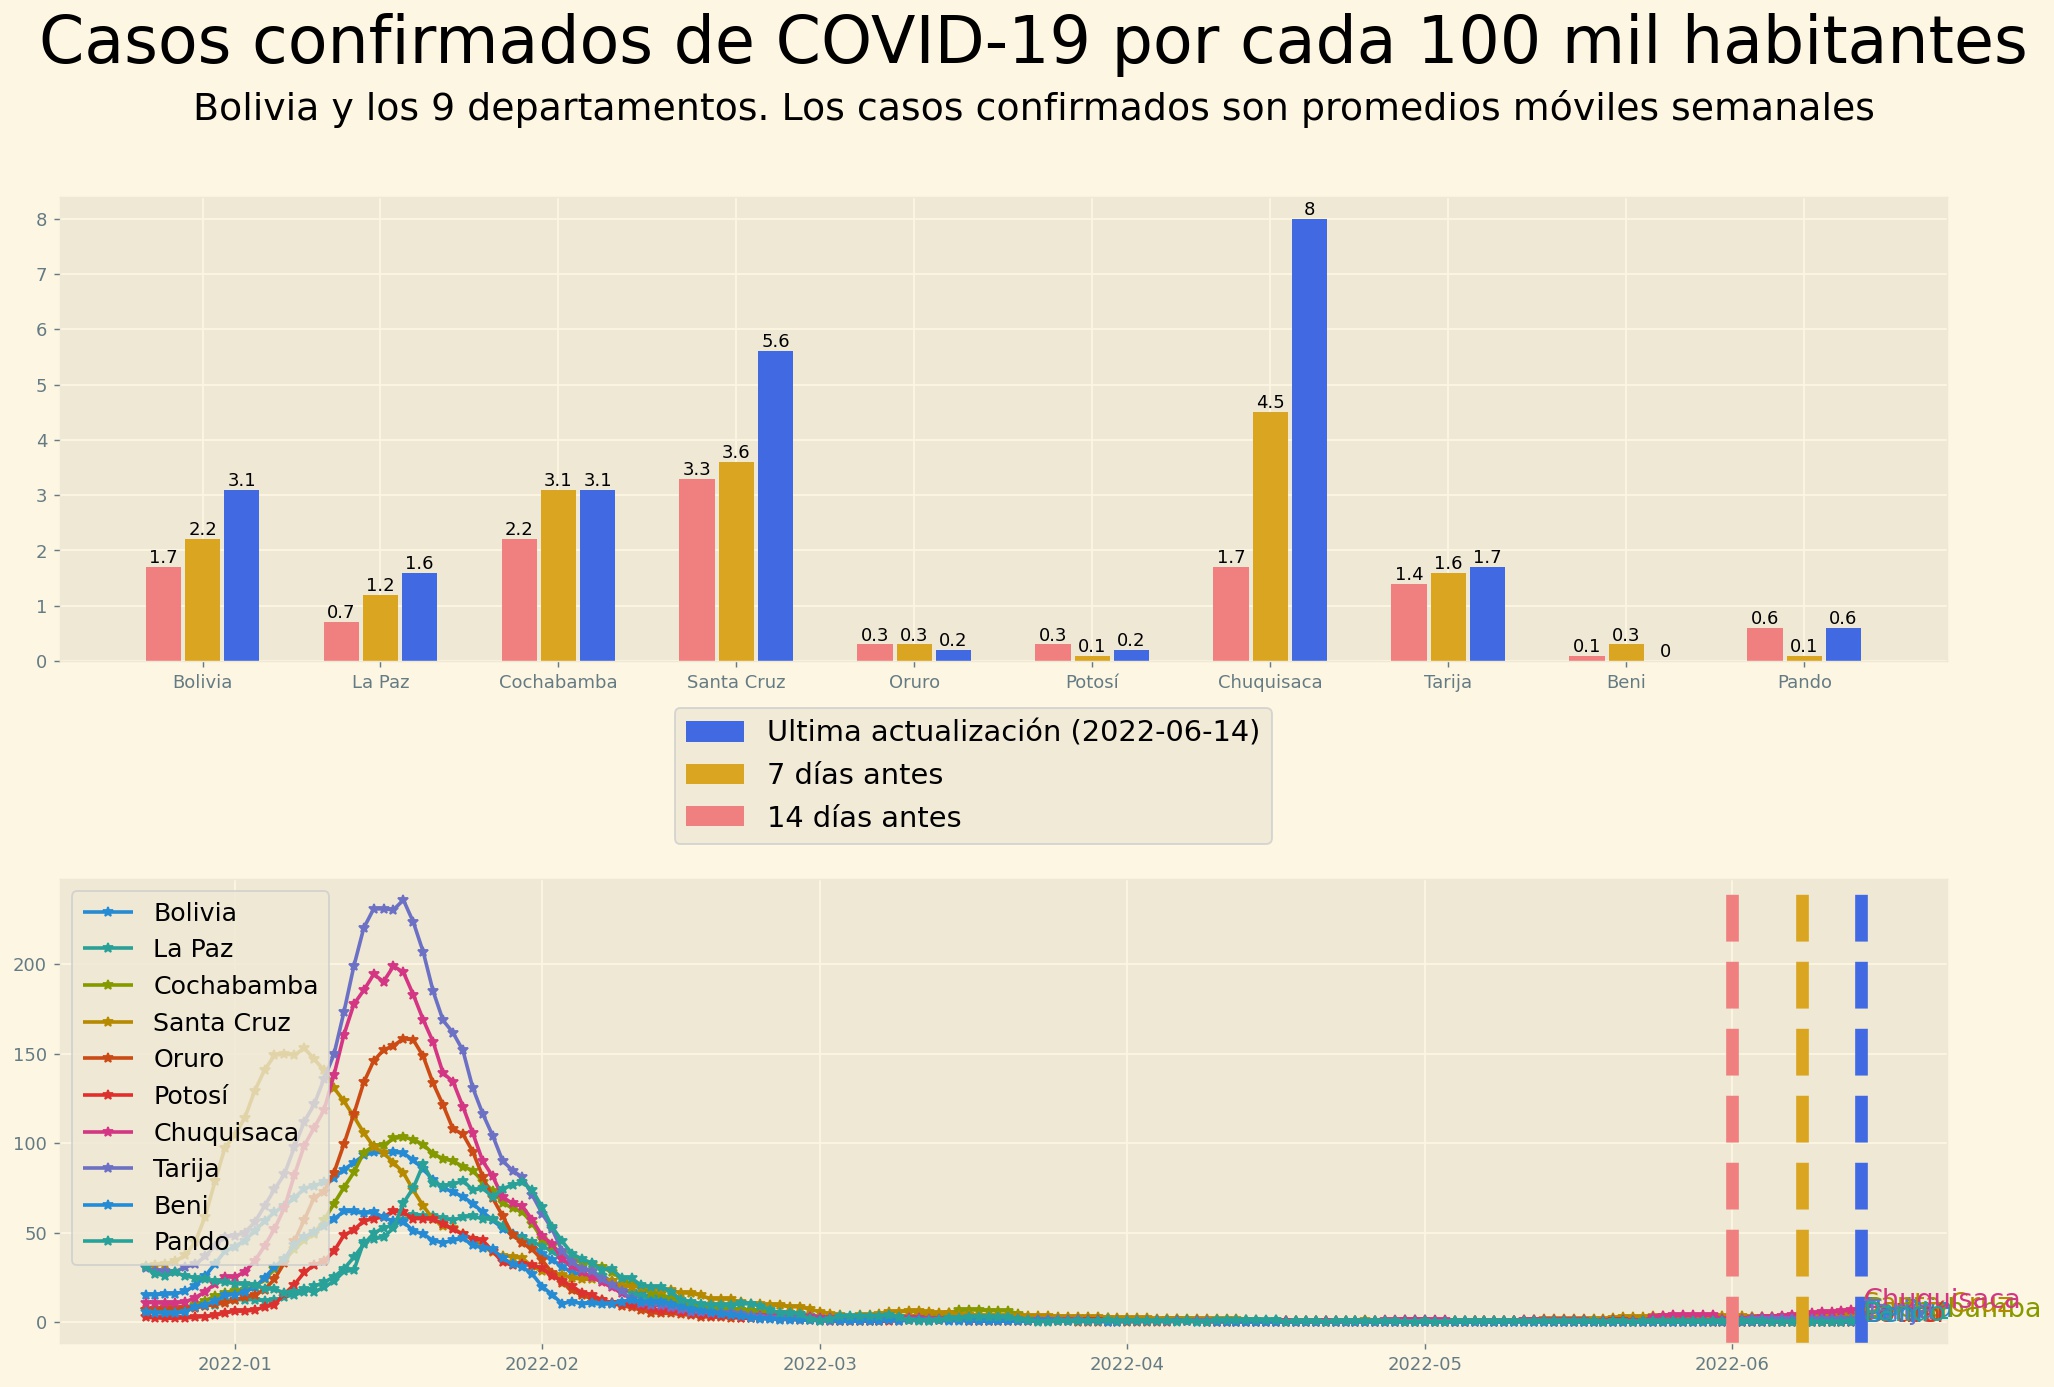 Casos confirmados de COVID-19 por cada 100 mil habitantes
Bolivia y los 9 departamentos. Los casos confirmados son promedios móviles semanales
8
7
6
5
4
3
2
1
0
1.7 2.2 3.1
0.7 1.2 1.6
2.2 3.1 3.1
3.3 3.6 5.6
0.3 0.3 0.2
0.3 0.1 0.2
1.7 4.5 8
1.4 1.6 1.7
0.1 0.3 0
0.6 0.1 0.6
Bolivia La Paz Cochabamba Santa Cruz Oruro Potosí Chuquisaca Tarija Beni Pando
Ultima actualización (2022-06-14)
7 días antes
14 días antes
200
150
100
50
0
Bolivia
La Paz
Cochabamba
Santa Cruz
Oruro
Potosí
Chuquisaca
Tarija
Beni
Pando
Chuquisaca
2022-01 2022-02 2022-03 2022-04 2022-05 2022-06